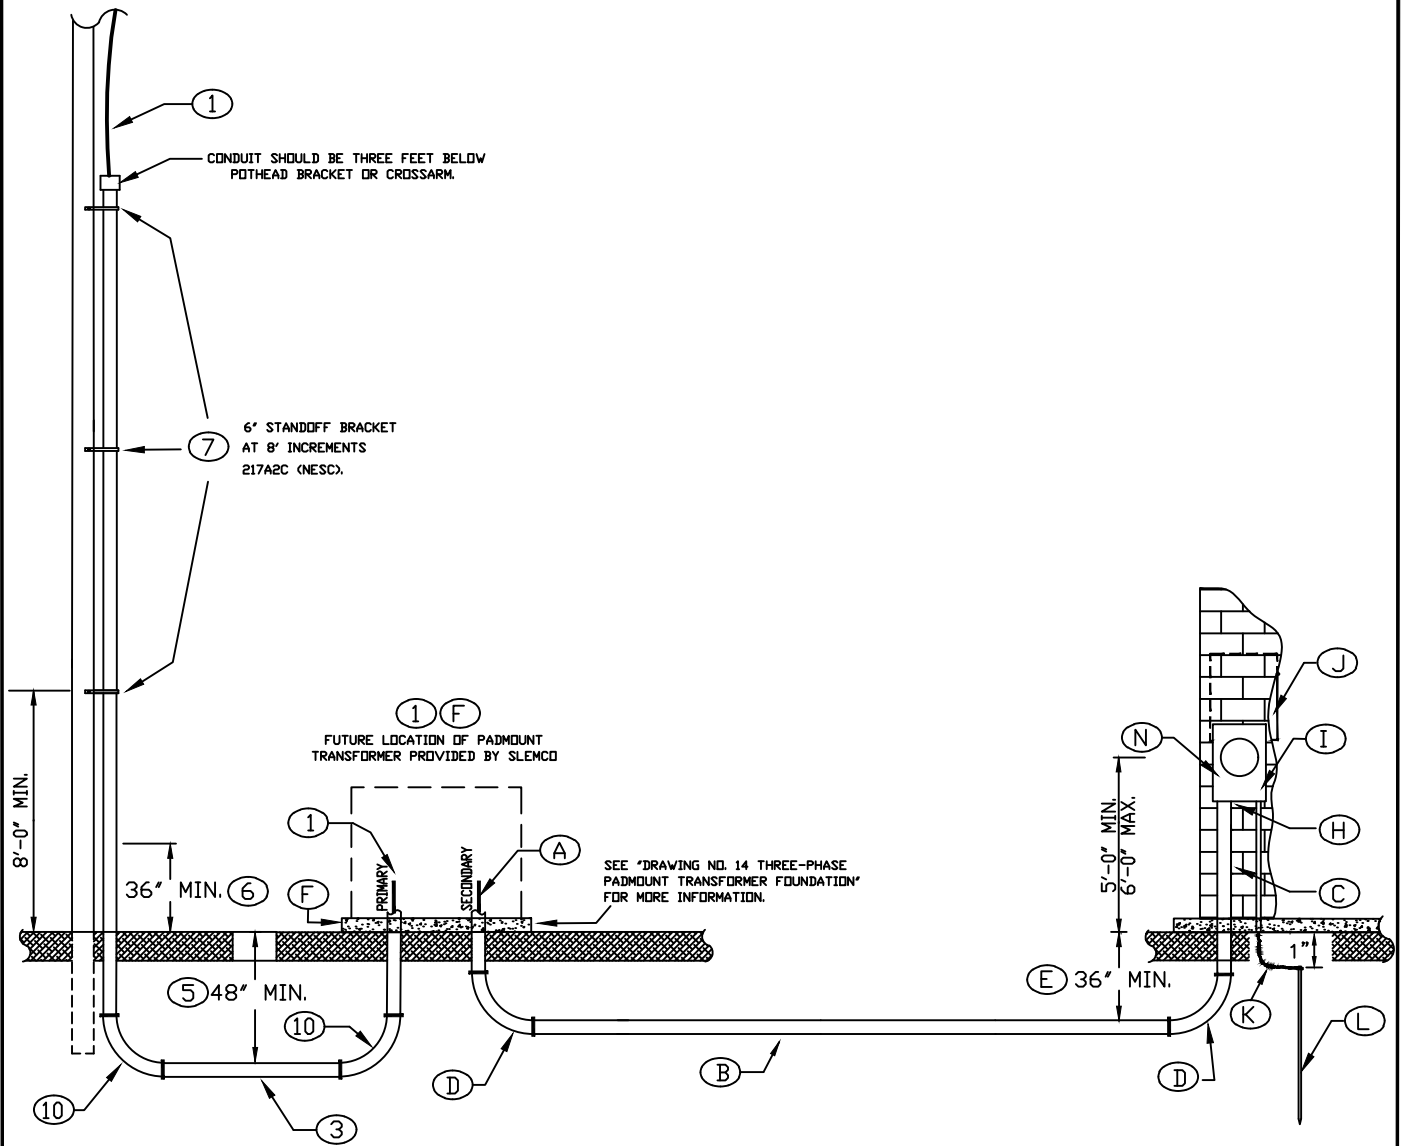 1
CONDUIT SHOULD BE THREE FEET BELOW
POTHEAD BRACKET OR CROSSARM.
7
6" STANDOFF BRACKET
AT 8' INCREMENTS
217A2C (NESC).
8'-0" MIN.
36" MIN. 6
1 F
FUTURE LOCATION OF PADMOUNT
TRANSFORMER PROVIDED BY SLEMCO
1
A
F
PRIMARY
SECONDARY
SEE "DRAWING NO. 14 THREE-PHASE
PADMOUNT TRANSFORMER FOUNDATION"
FOR MORE INFORMATION.
J
N
I
5'-0" MIN.
6'-0" MAX.
H
C
5 48" MIN.
E 36" MIN.
1"
10
K
L
D
B
D
10
3